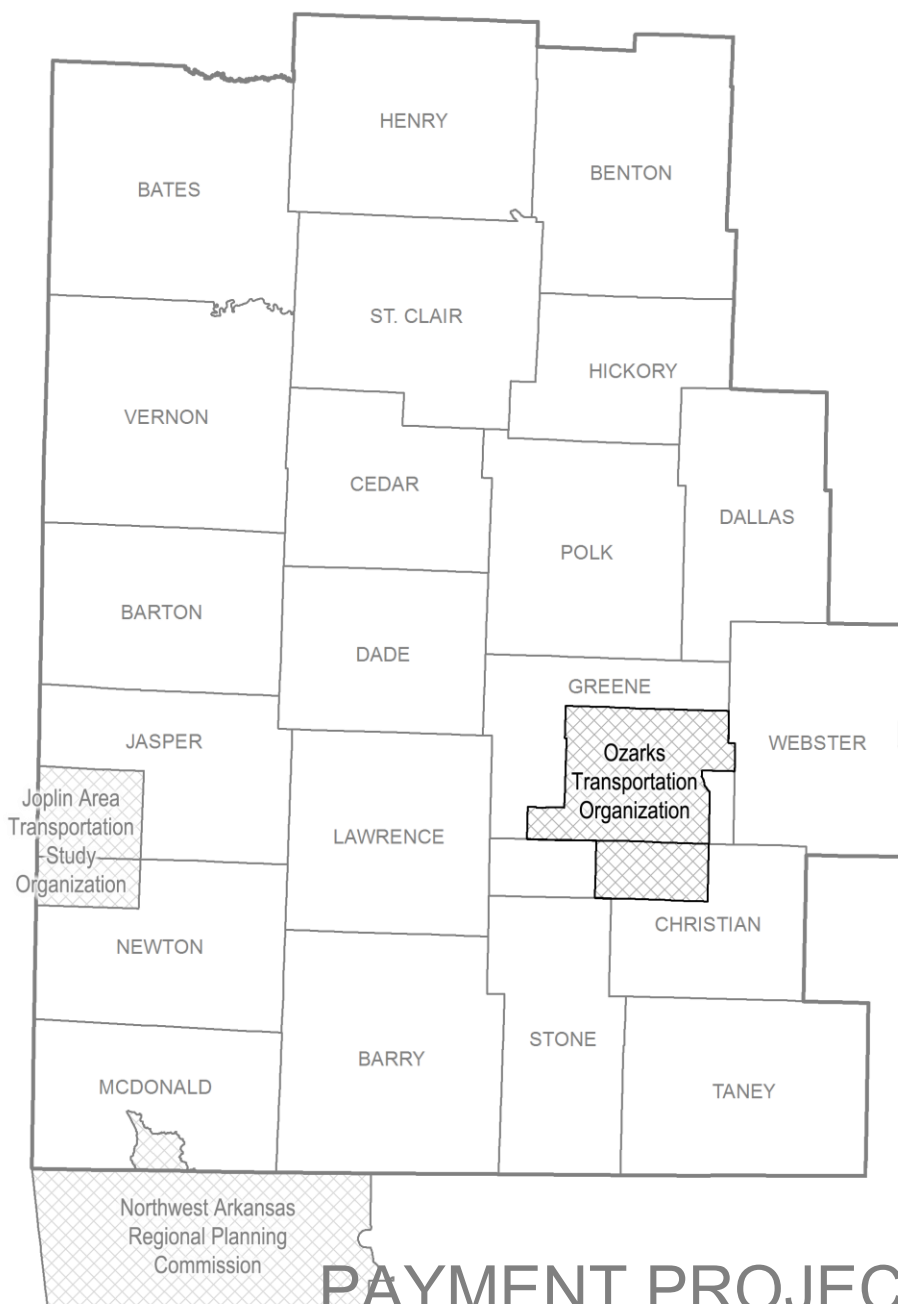 HENRY
BENTON
BATES
ST. CLAIR
HICKORY
VERNON
CEDAR
DALLAS
POLK
BARTON
DADE
GREENE
JASPER
WEBSTER
Ozarks
Transportation
Organization
Joplin Area
Transportation
Study
Organization
LAWRENCE
CHRISTIAN
NEWTON
STONE
BARRY
MCDONALD
TANEY
Northwest Arkansas
Regional Planning
Commission
PAYMENT PROJEC